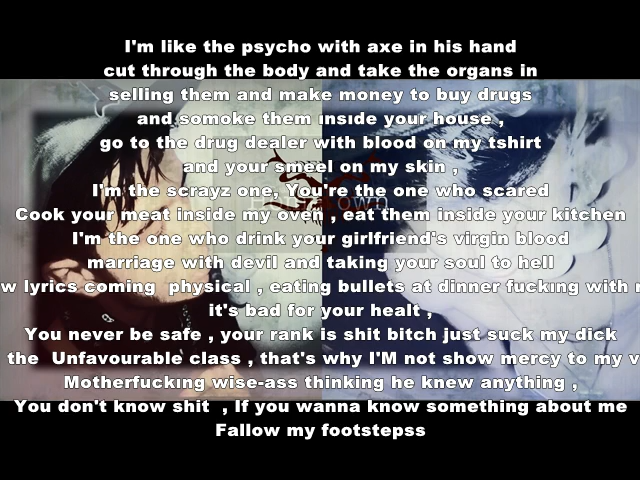 I'm like the psycho with axe in his hand
cut through the body and take the organs in
selling them and make money to buy drugs
and somoke them ınsıde your house ,
go to the drug dealer with blood on my tshirt
and your smeel on my skin ,
I'm the scrayz one, You're the one who scared
Cook your meat inside my oven , eat them inside your kitchen
I'm the one who drink your girlfriend's virgin blood
marriage with devil and taking your soul to hell
w lyrics coming  physical , eating bullets at dinner fuckıng with
it's bad for your healt ,
You never be safe , your rank is shit bitch just suck my dick
the  Unfavourable class , that's why I'M not show mercy to my
Motherfuckıng wise-ass thinking he knew anything ,
You don't know shit  , If you wanna know something about me
Fallow my footstepss